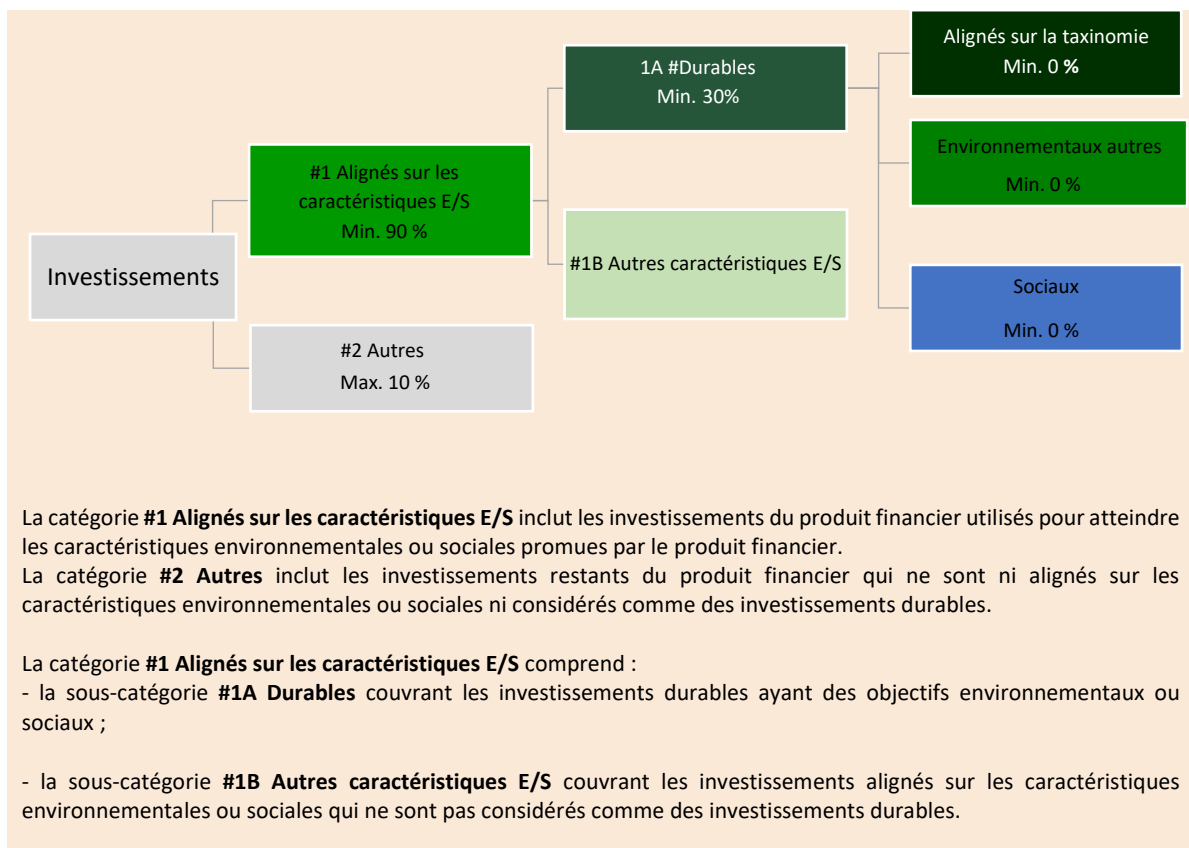 Investissements
#1 Alignés sur les
caractéristiques E/S
Min. 90 %
#2 Autres
Max. 10 %
1A #Durables
Min. 30%
#1B Autres caractéristiques E/S
Alignés sur la taxinomie
Min. 0 %
Environnementaux autres
Min. 0 %
Sociaux
Min. 0 %
La catégorie #1 Alignés sur les caractéristiques E/S inclut les investissements du produit financier utilisés pour atteindre
les caractéristiques environnementales ou sociales promues par le produit financier.
La catégorie #2 Autres inclut les investissements restants du produit financier qui ne sont ni alignés sur les
caractéristiques environnementales ou sociales ni considérés comme des investissements durables.
La catégorie #1 Alignés sur les caractéristiques E/S comprend :
- la sous-catégorie #1A Durables couvrant les investissements durables ayant des objectifs environnementaux ou
sociaux ;
- la sous-catégorie #1B Autres caractéristiques E/S couvrant les investissements alignés sur les caractéristiques
environnementales ou sociales qui ne sont pas considérés comme des investissements durables.